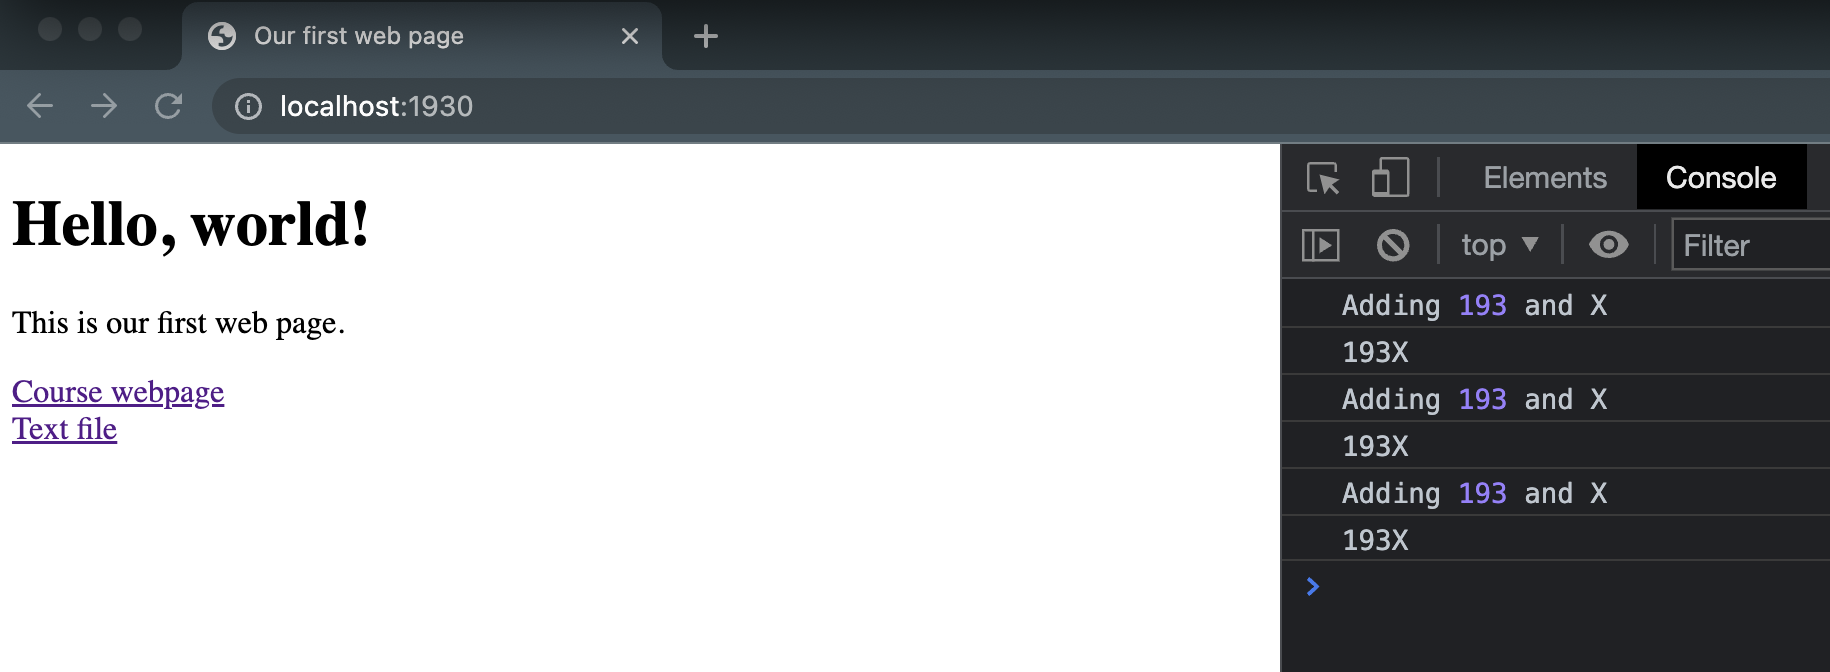 Our first web page
localhost:1930
Hello, world!
This is our first web page.
Course webpage
Text file
Elements Console
top Filter
Adding 193 and X
193X
Adding 193 and X
193X
Adding 193 and X
193X